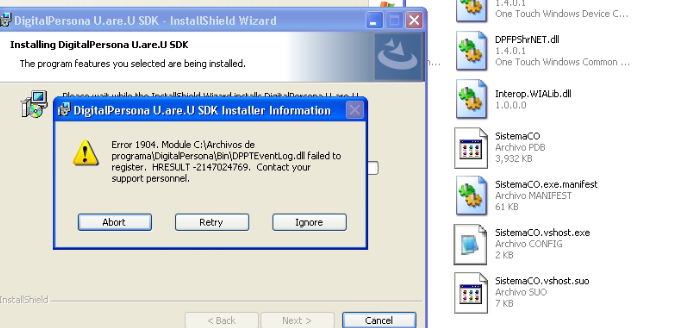 DigitalPersona U.are.U SDK - InstallShield Wizard
Installing DigitalPersona U.are.U SDK
The program features you selected are being installed.
Please wait while the InstallShield Wizard installs DigitalPersona U.are.U
DigitalPersona U.are.U SDK Installer Information
Error 1904. Module C:\Archivos de
programa\DigitalPersona\Bin\DPPTEventLog.dll failed to
register. HRESULT -2147024769. Contact your
support personnel.
Abort
Retry
Ignore
InstallShield
< Back
Next >
Cancel
1.4.0.1
One Touch Windows Device C...
DPFPShrNET.dll
1.4.0.1
One Touch Windows Common ...
Interop.WIALib.dll
1.0.0.0
SistemaCO
Archivo PDB
3,932 KB
SistemaCO.exe.manifest
Archivo MANIFEST
61 KB
SistemaCO.vshost.exe
Archivo CONFIG
2 KB
SistemaCO.vshost.suo
Archivo SUO
7 KB